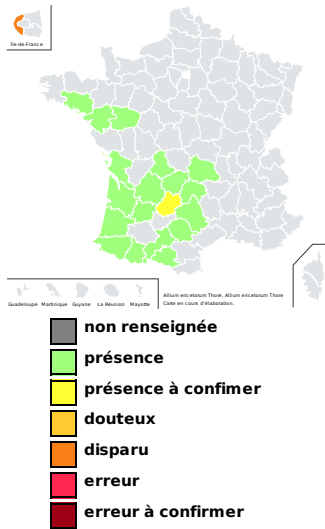 Île-de-France
Guadeloupe Martinique Guyane La Réunion Mayotte
Allium ericetorum Thore, Allium ericetorum Thore
Carte en cours d'élaboration.
non renseignée
présence
présence à confimer
douteux
disparu
erreur
erreur à confirmer